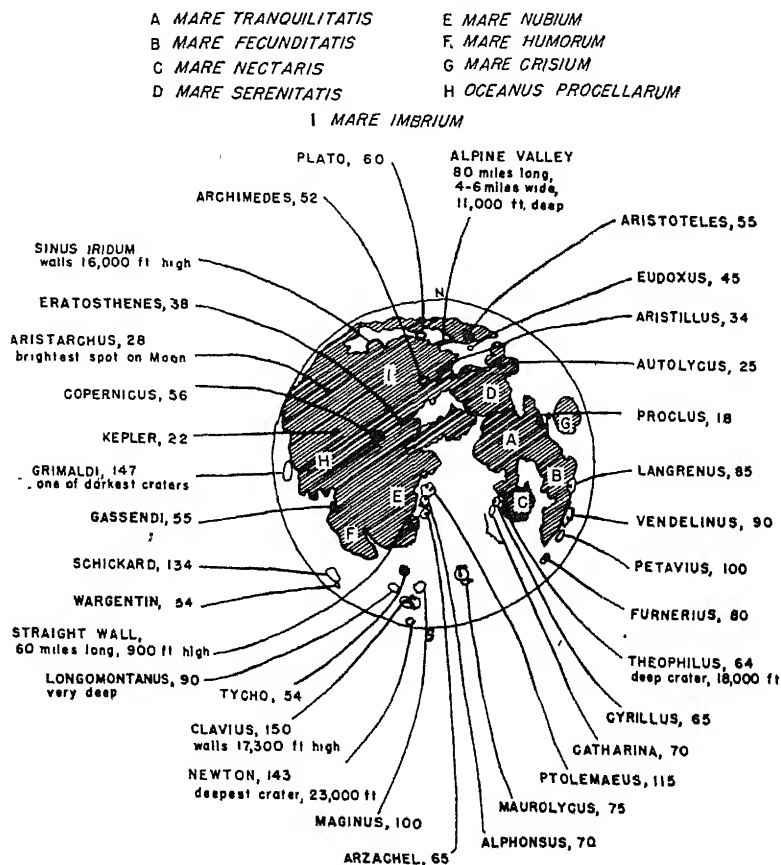 A MARE TRANQUILITATIS
B MARE FECUNDITATIS
C MARE NECTARIS
D MARE SERENITATIS
E MARE NUBIUM
F MARE HUMORUM
G MARE CRISIUM
H OCEANUS PROCELLARUM
I MARE IMBRIUM
PLATO, 60
ALPINE VALLEY
80 miles long,
4-6 miles wide,
11,000 ft. deep
ARCHIMEDES, 52
ARISTOTELES, 55
SINUS IRIDUM
walls 16,000 ft high
EUDOXUS, 45
N
ERATOSTHENES, 38
ARISTILLUS, 34
ARISTARCHUS, 28
brightest spot on Moon
AUTOLYCUS, 25
I
D
COPERNICUS, 56
PROCLUS, 18
G
KEPLER, 22
A
H
GRIMALDI, 147
one of darkest craters
LANGRENUS, 85
B
E
C
GASSENDI, 55
VENDELINUS, 90
F
SCHICKARD, 134
PETAVIUS, 100
WARGENTIN, 54
FURNERIUS, 80
S
STRAIGHT WALL,
60 miles long, 900 ft high
THEOPHILUS, 64
deep crater, 18,000 ft
LONGOMONTANUS, 90
very deep
TYCHO, 54
CYRILLUS, 65
CLAVIUS, 150
walls 17,300 ft high
CATHARINA, 70
NEWTON, 143
deepest crater, 23,000 ft
PTOLEMAEUS, 115
MAUROLYCUS, 75
MAGINUS, 100
ALPHONSUS, 70
ARZACHEL, 65